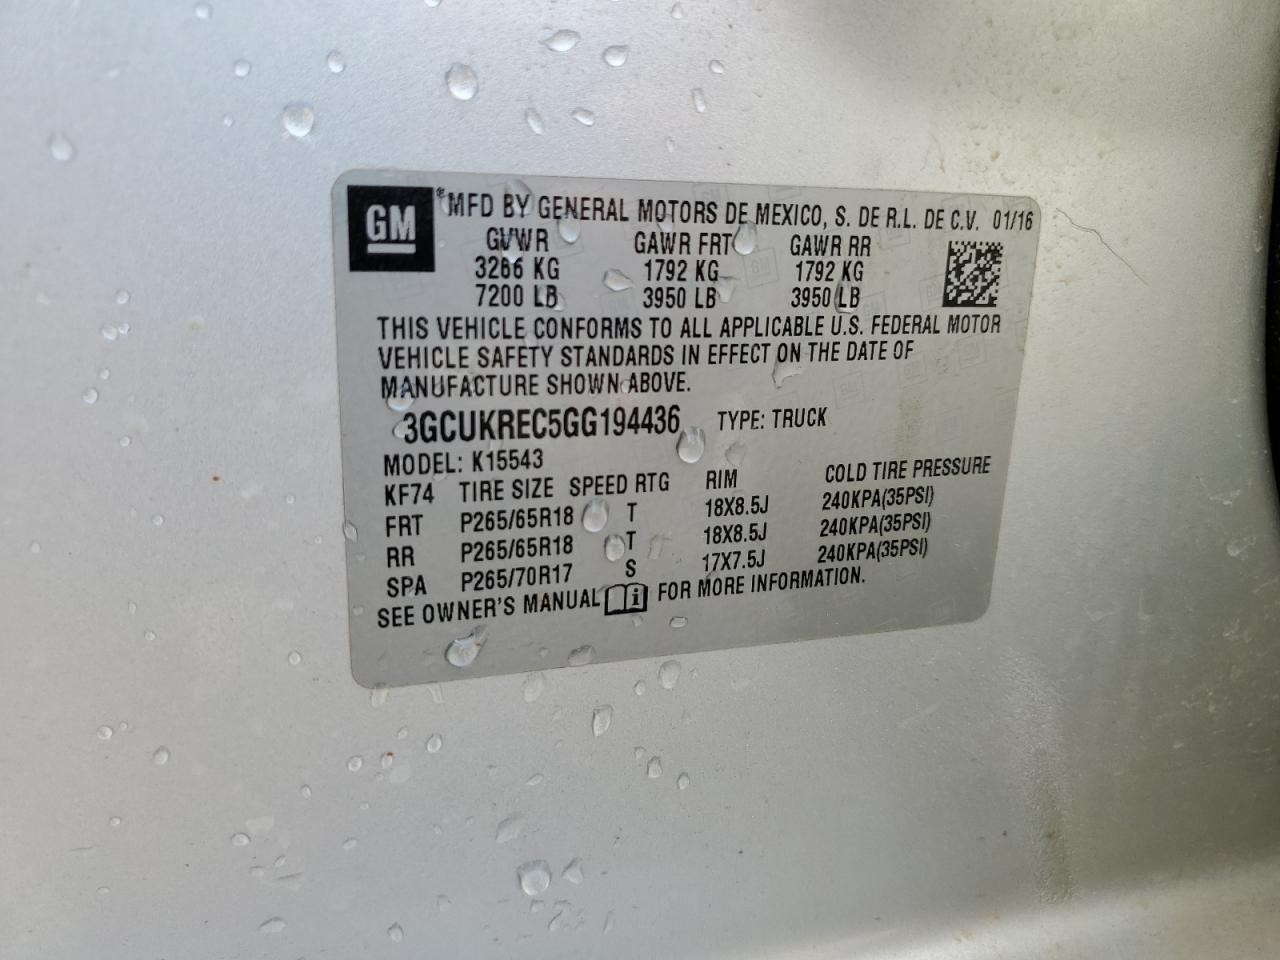 GM ® MFD BY GENERAL MOTORS DE MEXICO, S. DE R.L. DE C.V. 01/16
GVWR GAWR FRT GAWR RR
3266 KG 1792 KG 1792 KG
7200 LB 3950 LB 3950 LB
THIS VEHICLE CONFORMS TO ALL APPLICABLE U.S. FEDERAL MOTOR
VEHICLE SAFETY STANDARDS IN EFFECT ON THE DATE OF
MANUFACTURE SHOWN ABOVE.
3GCUKREC5GG194436 TYPE: TRUCK
MODEL: K15543
KF74 TIRE SIZE SPEED RTG RIM COLD TIRE PRESSURE
FRT P265/65R18 T 18X8.5J 240KPA(35PSI)
RR P265/65R18 T 18X8.5J 240KPA(35PSI)
SPA P265/70R17 S 17X7.5J 240KPA(35PSI)
SEE OWNER'S MANUAL i FOR MORE INFORMATION.